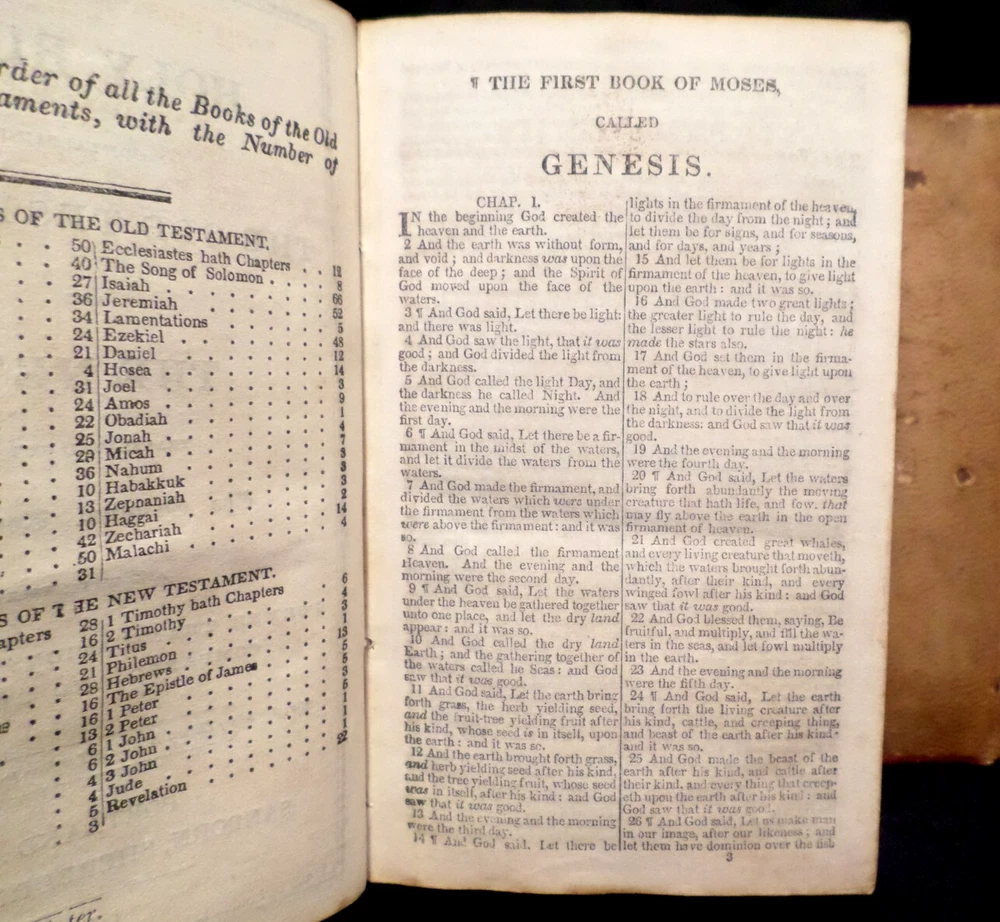 rder of all the Books of the Old
aments, with the Number of
S OF THE OLD TESTAMENT.
50 Ecclesiastes hath Chapters . . 12
40 The Song of Solomon . . . . 8
27 Isaiah . . . . 66
36 Jeremiah . . . . 52
34 Lamentations . . . . 5
24 Ezekiel . . . . 48
21 Daniel . . . . 12
4 Hosea . . . . 14
31 Joel . . . . 3
24 Amos . . . . 9
22 Obadiah . . . . 1
25 Jonah . . . . 4
29 Micah . . . . 7
36 Nahum . . . . 3
10 Habakkuk . . . . 3
13 Zepnaniah . . . . 3
10 Haggai . . . . 2
42 Zechariah . . . . 14
50 Malachi . . . . 4
31
S OF THE NEW TESTAMENT.
apters 28 1 Timothy hath Chapters 6
16 2 Timothy . . . . 4
24 Titus . . . . 3
21 Philemon . . . . 1
28 Hebrews . . . . 13
16 The Epistle of James . . 5
16 1 Peter . . . . 5
13 2 Peter . . . . 3
6 1 John . . . . 5
6 2 John . . . . 1
4 3 John . . . . 1
4 Jude . . . . 1
5 Revelation . . . . 22
3
¶ THE FIRST BOOK OF MOSES,
CALLED
GENESIS.
CHAP. 1.
IN the beginning God created the
heaven and the earth.
2 And the earth was without form,
and void ; and darkness was upon the
face of the deep ; and the Spirit of
God moved upon the face of the
waters.
3 ¶ And God said, Let there be light:
and there was light.
4 And God saw the light, that it was
good ; and God divided the light from
the darkness.
5 And God called the light Day, and
the darkness he called Night. And
the evening and the morning were the
first day.
6 ¶ And God said, Let there be a fir-
mament in the midst of the waters,
and let it divide the waters from the
waters.
7 And God made the firmament, and
divided the waters which were under
the firmament from the waters which
were above the firmament: and it was
so.
8 And God called the firmament
Heaven. And the evening and the
morning were the second day.
9 ¶ And God said, Let the waters
under the heaven be gathered together
unto one place, and let the dry land
appear: and it was so.
10 And God called the dry land
Earth; and the gathering together of
the waters called he Seas: and God
saw that it was good.
11 And God said, Let the earth bring
forth grass, the herb yielding seed,
and the fruit-tree yielding fruit after
his kind, whose seed is in itself, upon
the earth: and it was so.
12 And the earth brought forth grass,
and herb yielding seed after his kind,
and the tree yielding fruit, whose seed
was in itself, after his kind: and God
saw that it was good.
13 And the evening and the morning
were the third day.
14 ¶ And God said. Let there be
lights in the firmament of the heaven,
to divide the day from the night; and
let them be for signs, and for seasons,
and for days, and years ;
15 And let them be for lights in the
firmament of the heaven, to give light
upon the earth: and it was so.
16 And God made two great lights;
the greater light to rule the day, and
the lesser light to rule the night: he
made the stars also.
17 And God set them in the firma-
ment of the heaven, to give light upon
the earth ;
18 And to rule over the day and over
the night, and to divide the light from
the darkness: and God saw that it was
good.
19 And the evening and the morning
were the fourth day.
20 ¶ And God said, Let the waters
bring forth abundantly the moving
creature that hath life, and fow. that
may fly above the earth in the open
firmament of heaven.
21 And God created great whales,
and every living creature that moveth,
which the waters brought forth abun-
dantly, after their kind, and every
winged fowl after his kind: and God
saw that it was good.
22 And God blessed them, saying, Be
fruitful, and multiply, and fill the wa-
ters in the seas, and let fowl multiply
in the earth.
23 And the evening and the morning
were the fifth day.
24 ¶ And God said, Let the earth
bring forth the living creature after
his kind, cattle, and creeping thing,
and beast of the earth after his kind:
and it was so.
25 And God made the beast of the
earth after his kind, and cattle after
their kind, and every thing that creep-
eth upon the earth after his kind: and
God saw that it was good.
26 ¶ And God said, Let us make man
in our image, after our likeness; and
let them have dominion over the fish
3
ter.